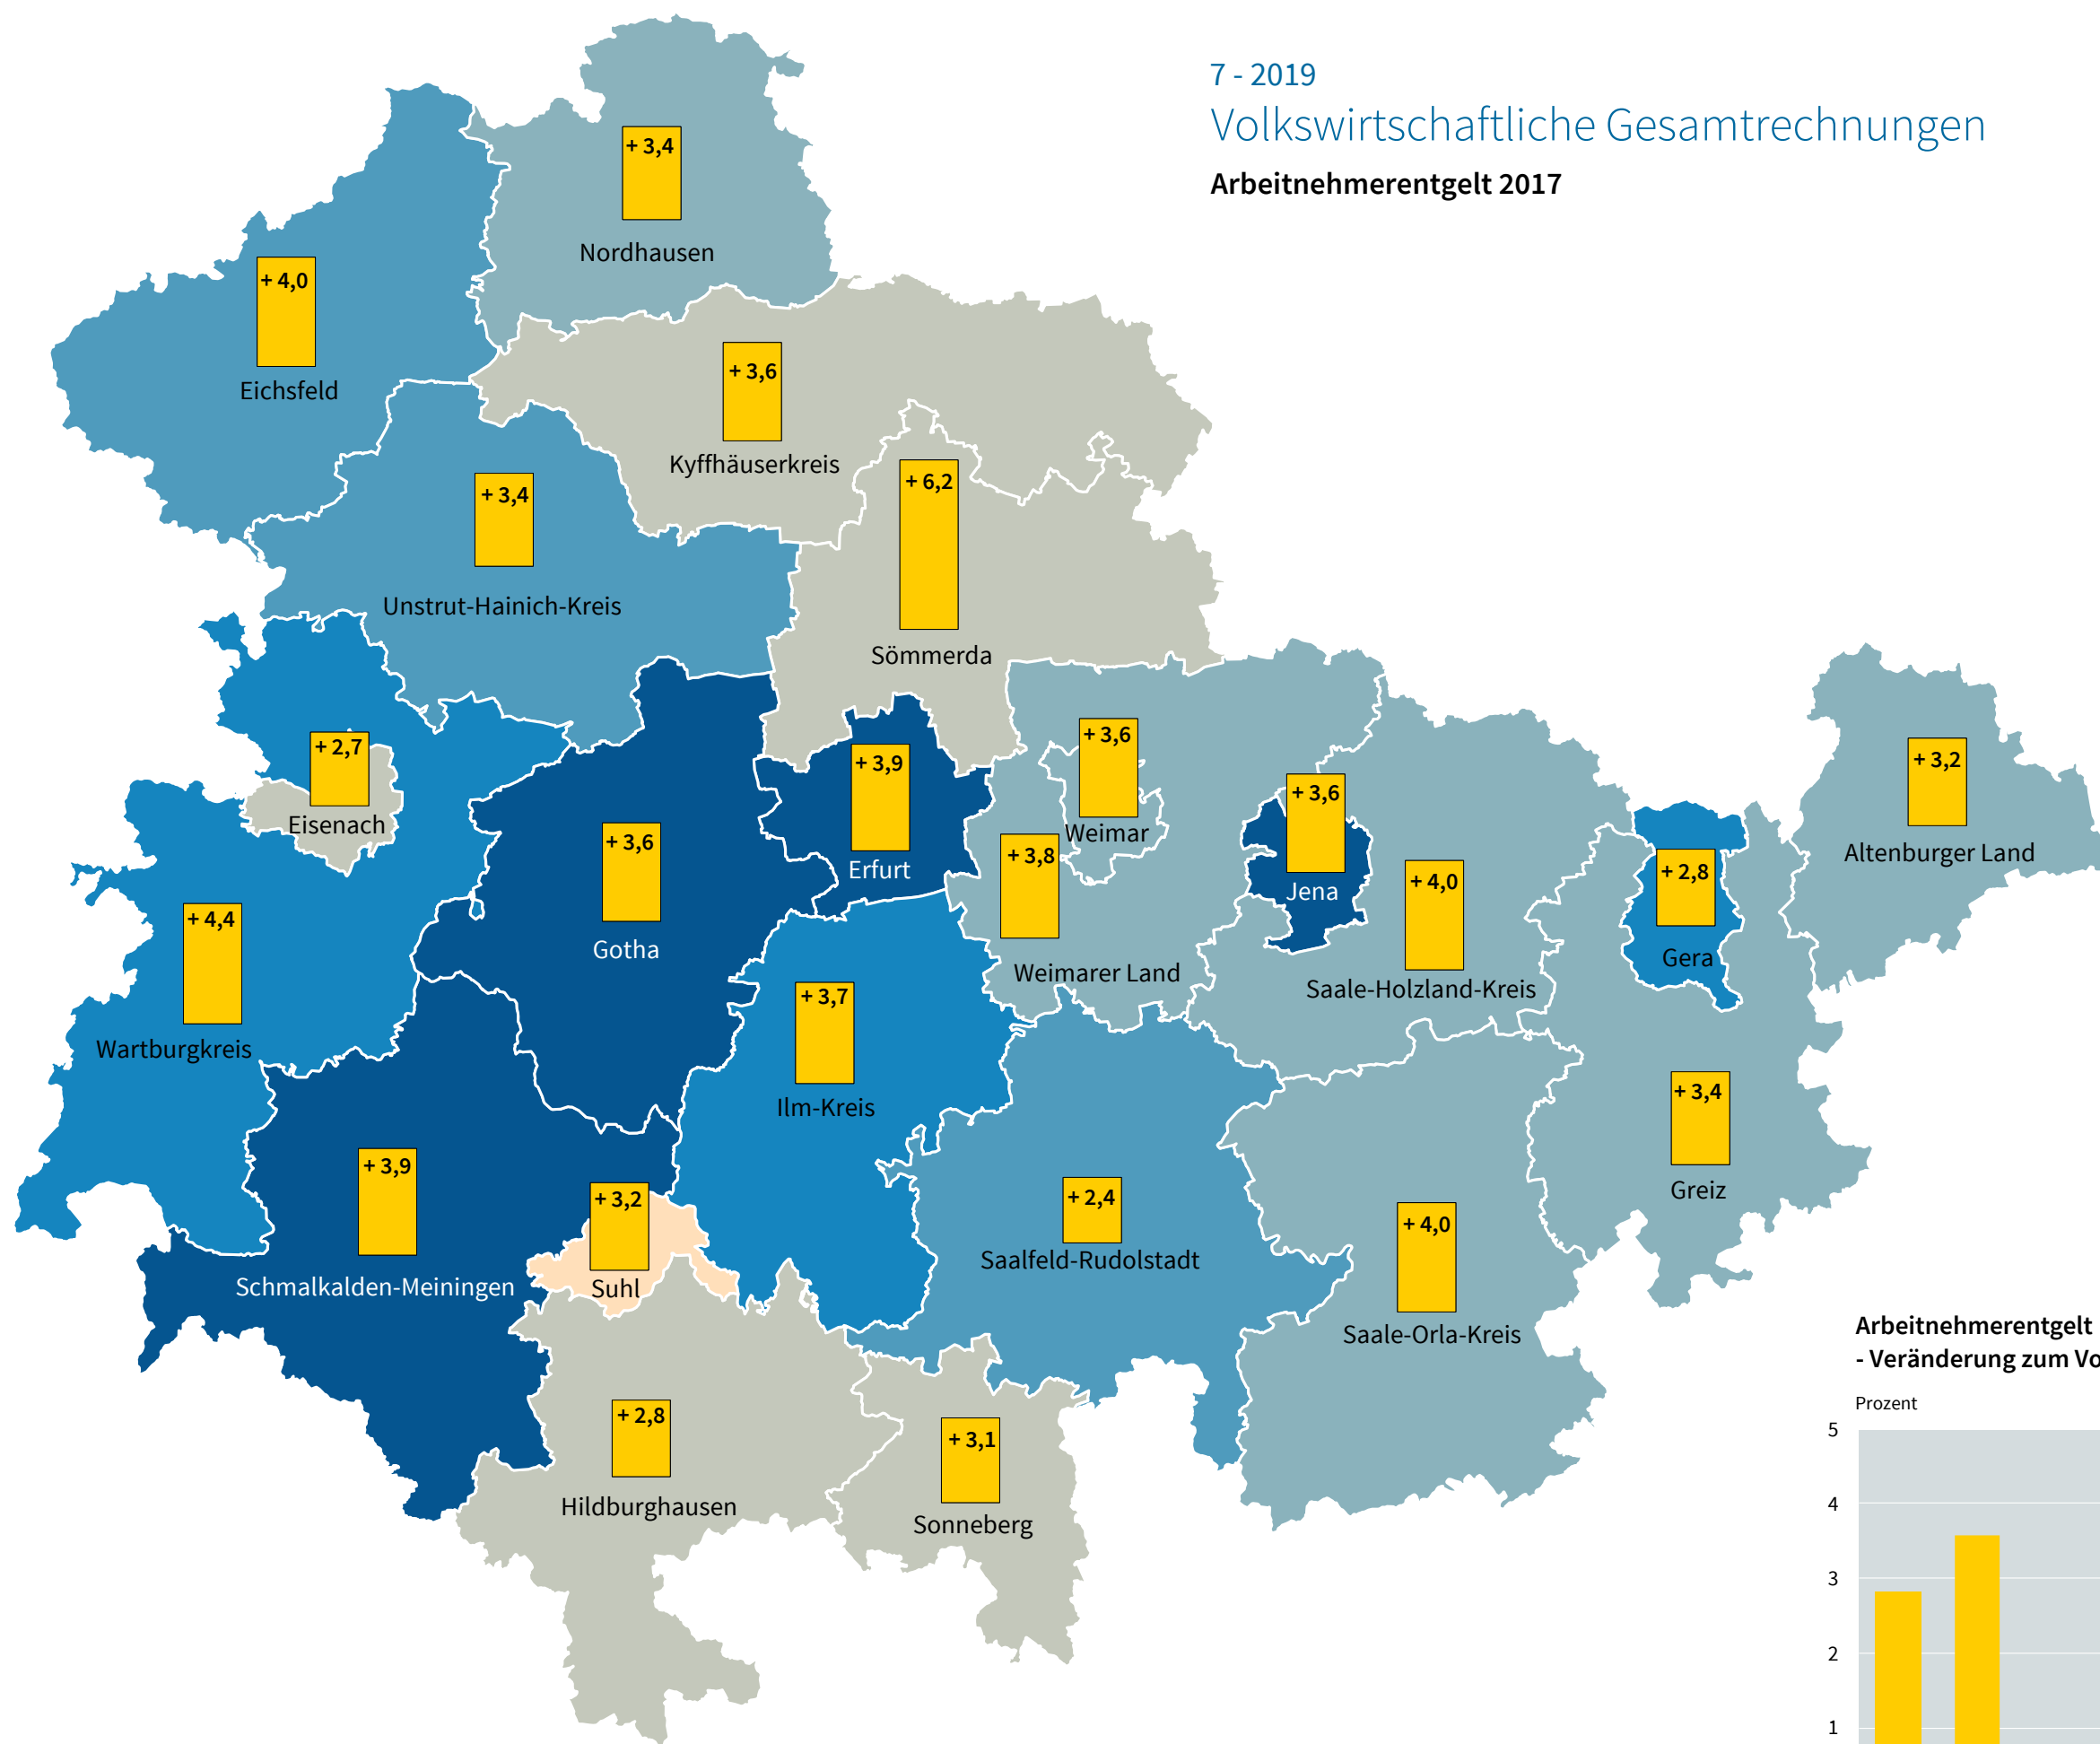 7 - 2019
Volkswirtschaftliche Gesamtrechnungen
Arbeitnehmerentgelt 2017
+ 3,4
Nordhausen
+ 4,0
Eichsfeld
+ 3,6
Kyffhäuserkreis
+ 6,2
Sömmerda
+ 3,4
Unstrut-Hainich-Kreis
+ 2,7
Eisenach
+ 3,9
Erfurt
+ 3,6
Weimar
+ 3,6
Jena
+ 3,2
Altenburger Land
+ 3,6
Gotha
+ 3,8
Weimarer Land
+ 4,0
Saale-Holzland-Kreis
+ 2,8
Gera
+ 4,4
Wartburgkreis
+ 3,7
Ilm-Kreis
+ 3,4
Greiz
+ 3,9
Schmalkalden-Meiningen
+ 3,2
Suhl
+ 2,4
Saalfeld-Rudolstadt
+ 4,0
Saale-Orla-Kreis
+ 2,8
Hildburghausen
+ 3,1
Sonneberg
Arbeitnehmerentgelt
- Veränderung zum
Prozent
5
4
3
2
1